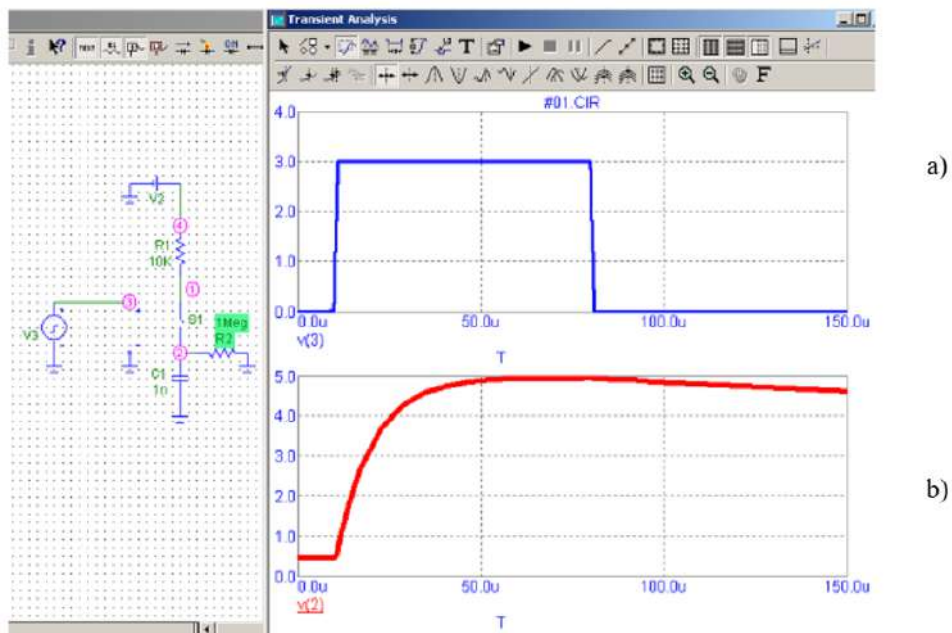 Transient Analysis
TEXT
T
F
#01.CIR
4.0
3.0
2.0
1.0
0.0
0.0u
50.0u
100.0u
150.0u
v(3)
T
a)
5.0
4.0
3.0
2.0
1.0
0.0
0.0u
50.0u
100.0u
150.0u
v(2)
T
b)
V2
4
R1
10K
1
3
S1
V3
1Meg
R2
2
C1
1n